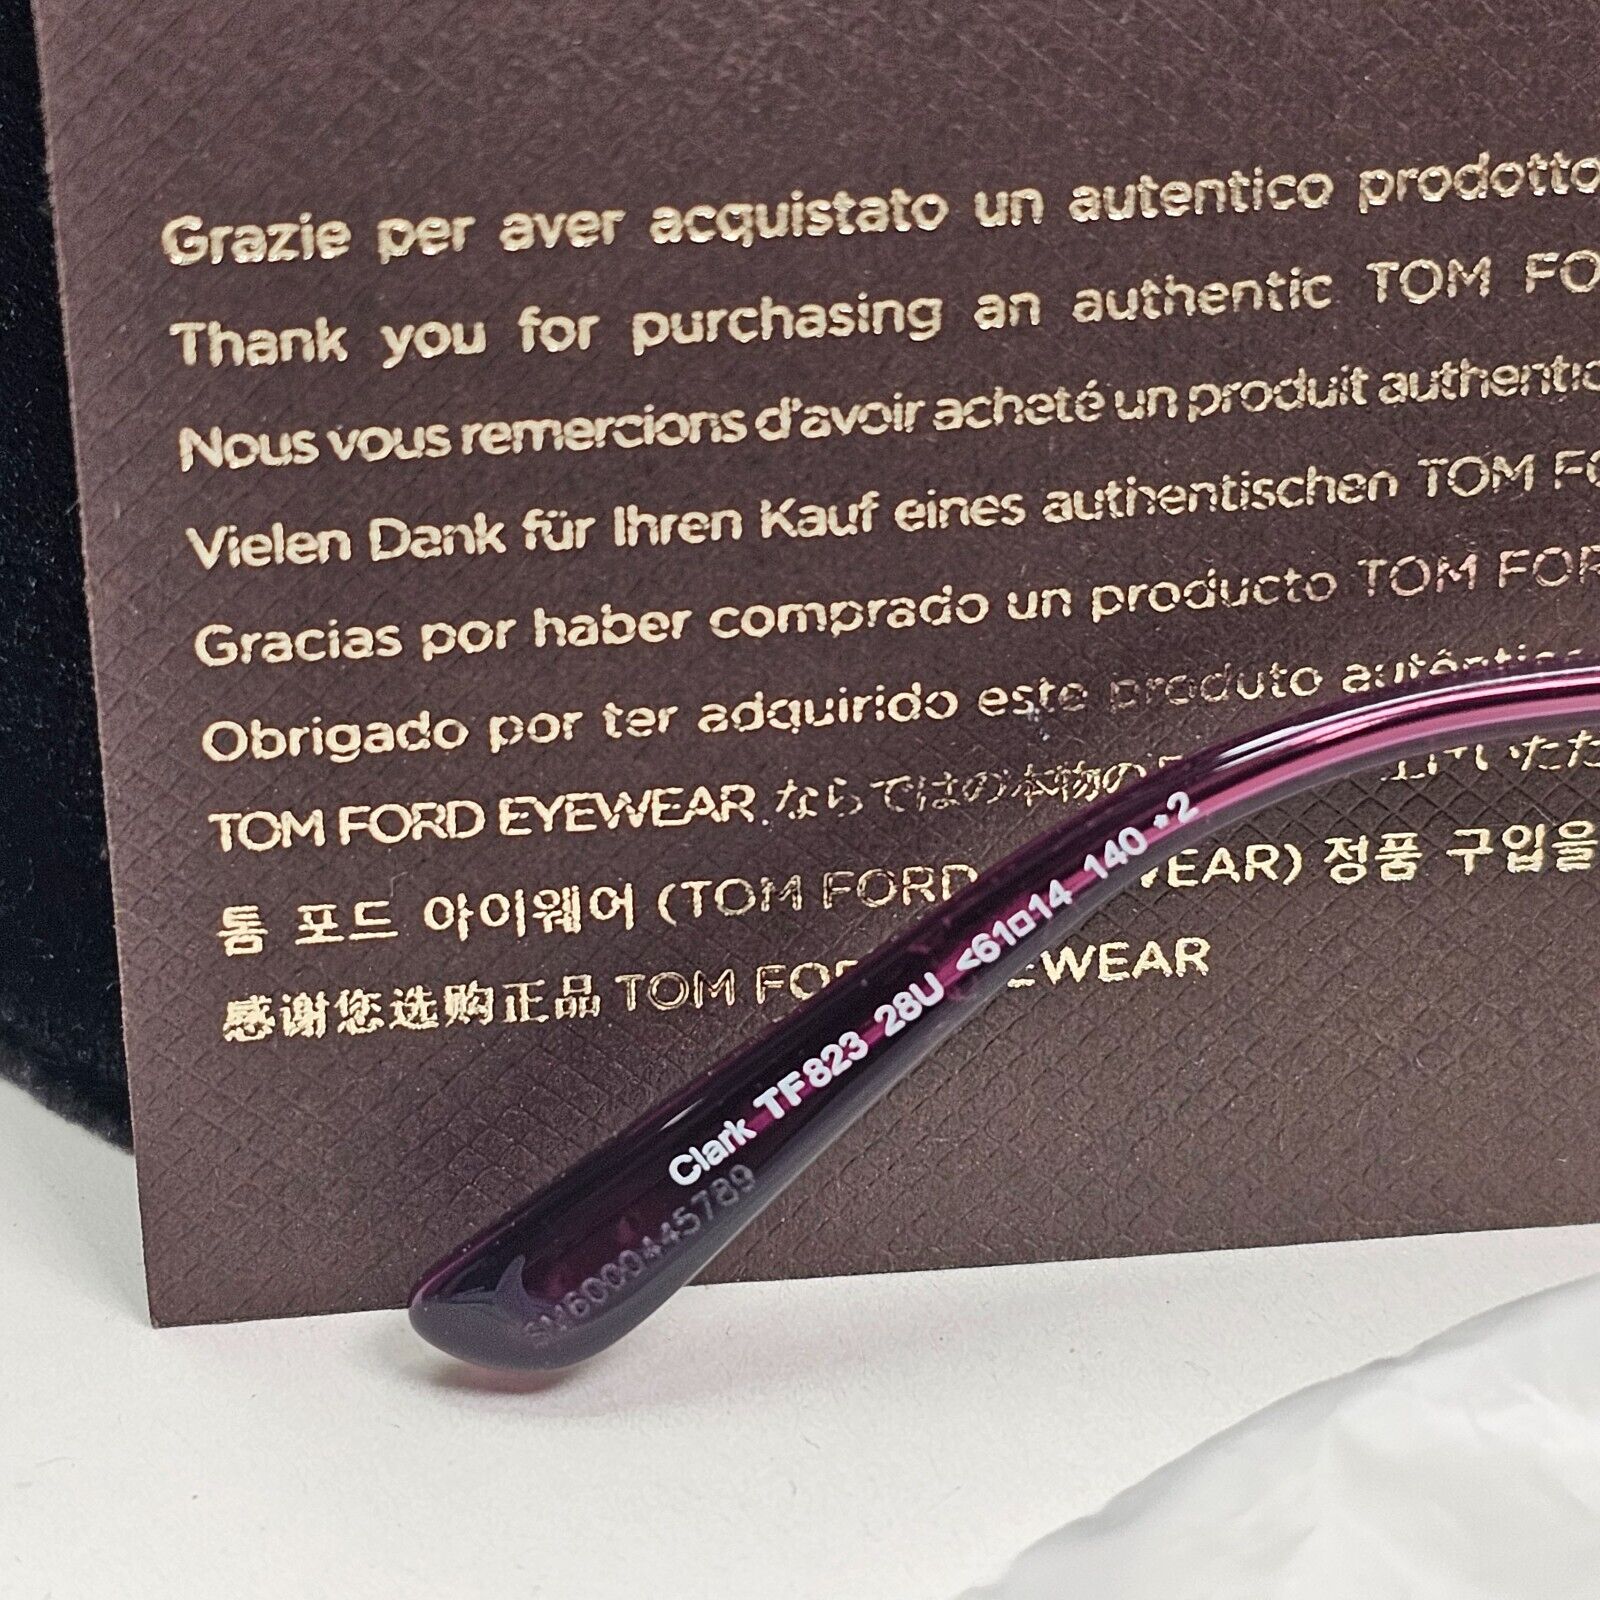 Grazie per aver acquistato un autentico prodotto
Thank you for purchasing an authentic TOM FO
Nous vous remercions d'avoir acheté un produit authentic
Vielen Dank für Ihren Kauf eines authentischen TOM FO
Gracias por haber comprado un producto TOM FOR
Obrigado por ter adquirido este produto autêntico
TOM FORD EYEWEAR ならではの本物の
톰 포드 아이웨어 (TOM FORD WEAR) 정품 구입을
感谢您选购正品 TOM FO EWEAR
Clark TF823 28U <61□14 140 *2
SM6000445789